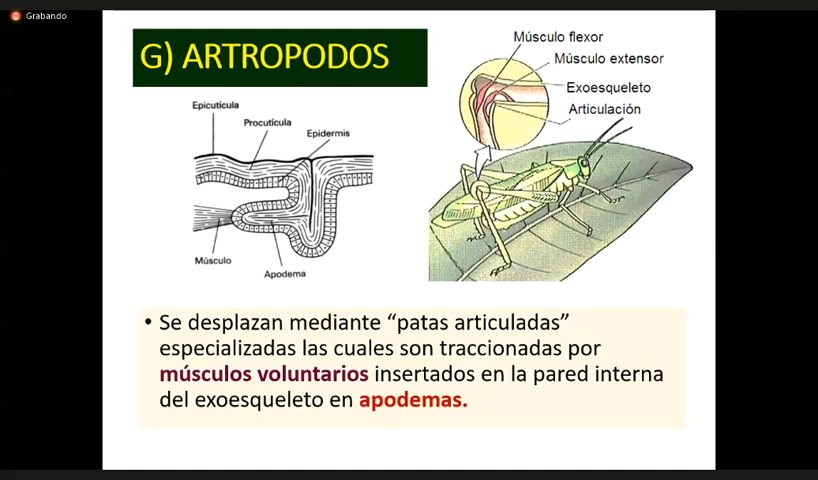 Grabando
G) ARTROPODOS
Músculo flexor
Músculo extensor
Exoesqueleto
Articulación
Epicutícula
Procutícula
Epidermis
Músculo
Apodema
• Se desplazan mediante “patas articuladas”
especializadas las cuales son traccionadas por
músculos voluntarios insertados en la pared interna
del exoesqueleto en apodemas.